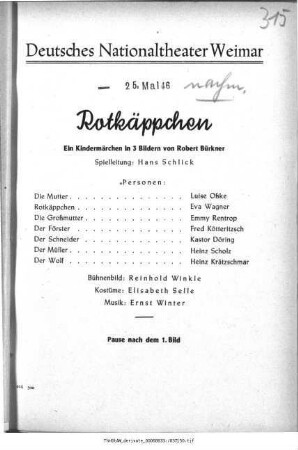 315
Deutsches Nationaltheater Weimar
— 25. Mai 46 nachm.
Rotkäppchen
Ein Kindermärchen in 3 Bildern von Robert Bürkner
Spielleitung: Hans Schlick
Personen:
Die Mutter . . . . . . . . . . . . Luise Ohke
Rotkäppchen . . . . . . . . . . . . Eva Wagner
Die Großmutter . . . . . . . . . . . . Emmy Rentrop
Der Förster . . . . . . . . . . . . Fred Kötteritzsch
Der Schneider . . . . . . . . . . . . Kastor Döring
Der Müller . . . . . . . . . . . . Heinz Scholz
Der Wolf . . . . . . . . . . . . Heinz Krätzschmar
Bühnenbild: Reinhold Winkle
Kostüme: Elisabeth Selle
Musik: Ernst Winter
Pause nach dem 1. Bild